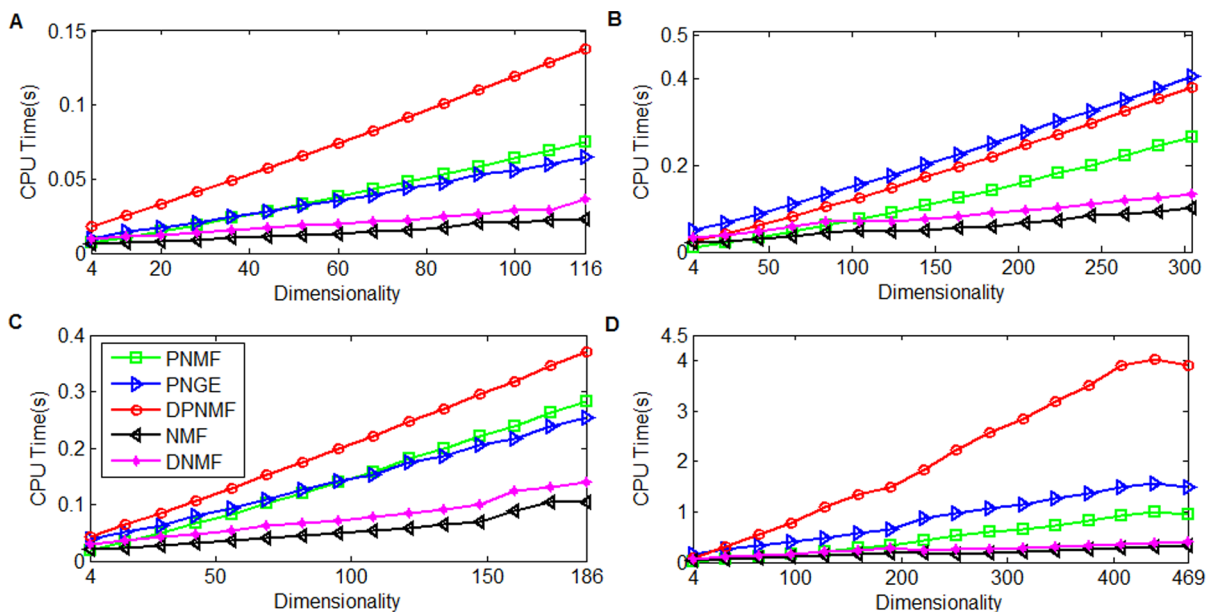 A
CPU Time(s)
0.15
0.1
0.05
0
4 20 40 60 80 100 116
Dimensionality
B
CPU Time(s)
0.5
0.4
0.2
0
4 50 100 150 200 250 300
Dimensionality
C
CPU Time(s)
0.4
0.3
0.2
0.1
0
PNMF
PNGE
DPNMF
NMF
DNMF
4 50 100 150 186
Dimensionality
D
CPU Time(s)
4.5
4
3
2
1
0
4 100 200 300 400 469
Dimensionality